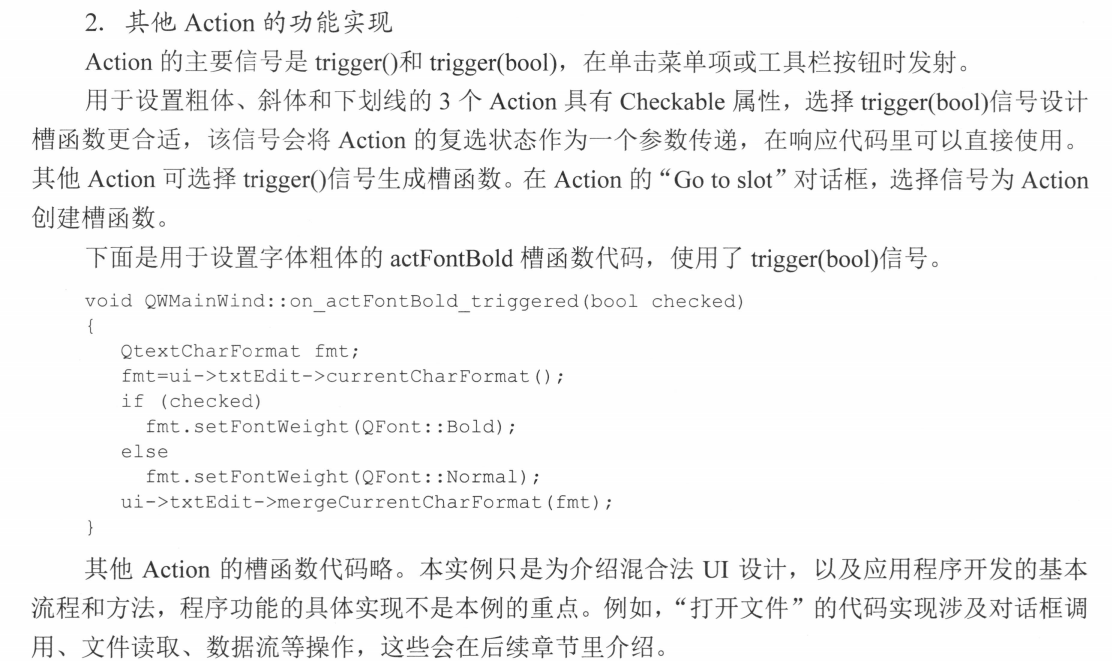 2. 其他 Action 的功能实现
Action 的主要信号是 trigger()和 trigger(bool)，在单击菜单项或工具栏按钮时发射。
用于设置粗体、斜体和下划线的 3 个 Action 具有 Checkable 属性，选择 trigger(bool)信号设计
槽函数更合适，该信号会将 Action 的复选状态作为一个参数传递，在响应代码里可以直接使用。
其他 Action 可选择 trigger()信号生成槽函数。在 Action 的“Go to slot”对话框，选择信号为 Action
创建槽函数。
下面是用于设置字体粗体的 actFontBold 槽函数代码，使用了 trigger(bool)信号。
void QWMainWind::on_actFontBold_triggered(bool checked)
{
QtextCharFormat fmt;
fmt=ui->txtEdit->currentCharFormat();
if (checked)
fmt.setFontWeight(QFont::Bold);
else
fmt.setFontWeight(QFont::Normal);
ui->txtEdit->mergeCurrentCharFormat(fmt);
}
其他 Action 的槽函数代码略。本实例只是为介绍混合法 UI 设计，以及应用程序开发的基本
流程和方法，程序功能的具体实现不是本例的重点。例如，“打开文件”的代码实现涉及对话框调
用、文件读取、数据流等操作，这些会在后续章节里介绍。